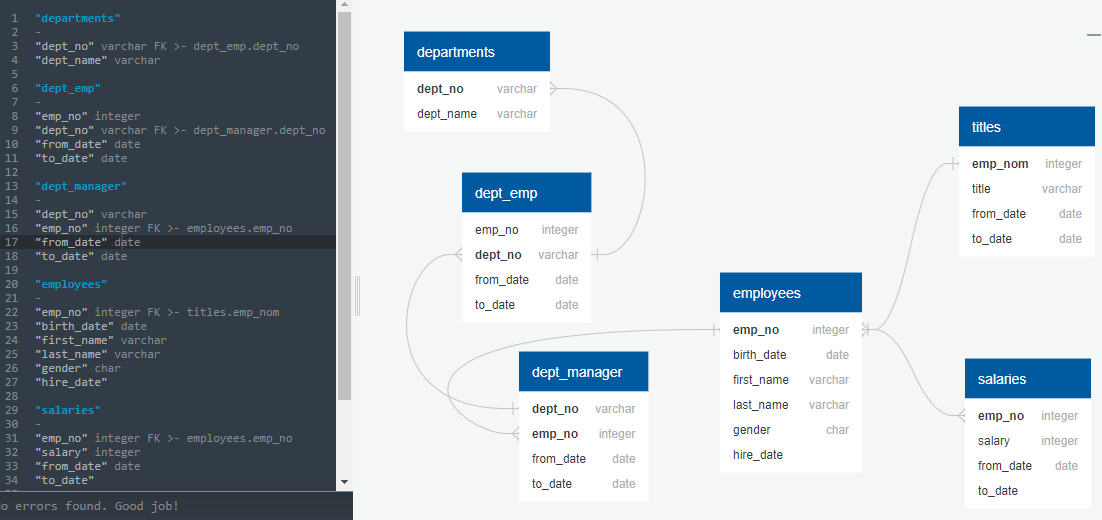 1 "departments"
2 -
3 "dept_no" varchar FK >- dept_emp.dept_no
4 "dept_name" varchar
5
6 "dept_emp"
7 -
8 "emp_no" integer
9 "dept_no" varchar FK >- dept_manager.dept_no
10 "from_date" date
11 "to_date" date
12
13 "dept_manager"
14 -
15 "dept_no" varchar
16 "emp_no" integer FK >- employees.emp_no
17 "from_date" date
18 "to_date" date
19
20 "employees"
21 -
22 "emp_no" integer FK >- titles.emp_nom
23 "birth_date" date
24 "first_name" varchar
25 "last_name" varchar
26 "gender" char
27 "hire_date"
28
29 "salaries"
30 -
31 "emp_no" integer FK >- employees.emp_no
32 "salary" integer
33 "from_date" date
34 "to_date"
o errors found. Good job!
departments
dept_no varchar
dept_name varchar
dept_emp
emp_no integer
dept_no varchar
from_date date
to_date date
dept_manager
dept_no varchar
emp_no integer
from_date date
to_date date
employees
emp_no integer
birth_date date
first_name varchar
last_name varchar
gender char
hire_date
titles
emp_nom integer
title varchar
from_date date
to_date date
salaries
emp_no integer
salary integer
from_date date
to_date